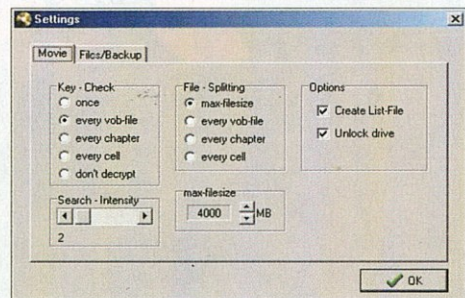 Settings
Movie Files/Backup
Key - Check
once
every vob-file
every chapter
every cell
don't decrypt
Search - Intensity
2
File - Splitting
max-filesize
every vob-file
every chapter
every cell
max-filesize
4000 MB
Options
Create List-File
Unlock drive
OK